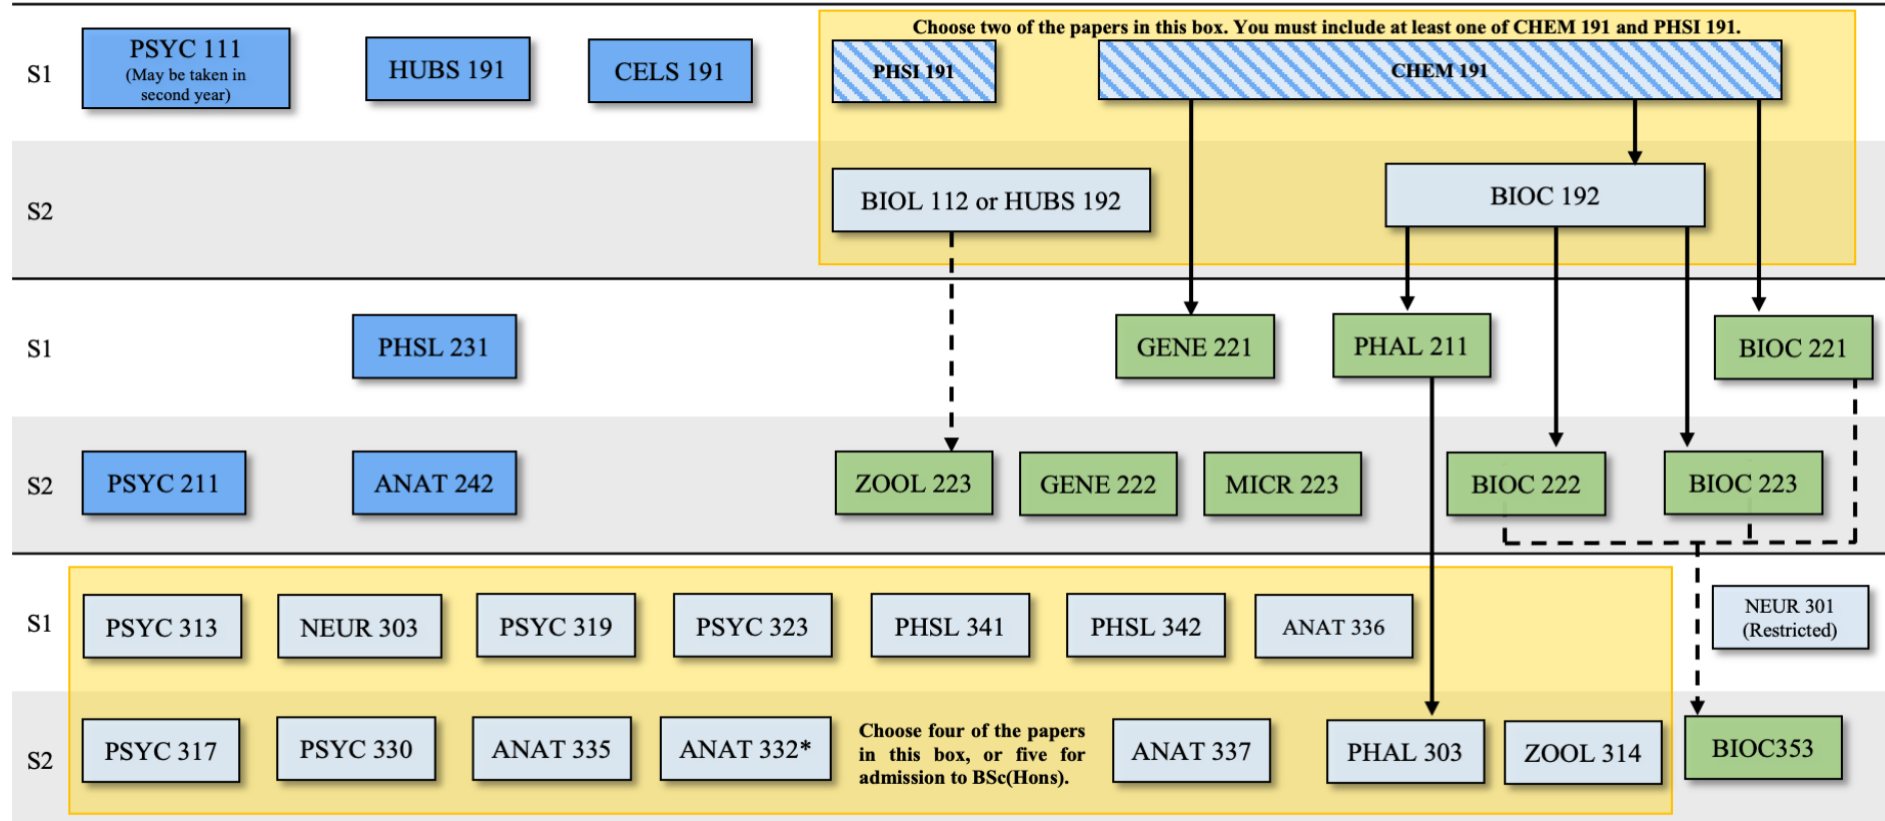 Choose two of the papers in this box. You must include at least one of CHEM 191 and PHSI 191.
S1
PSYC 111
(May be taken in
second year)
HUBS 191
CELS 191
PHSI 191
CHEM 191
S2
BIOL 112 or HUBS 192
BIOC 192
S1
PHSL 231
GENE 221
PHAL 211
BIOC 221
S2
PSYC 211
ANAT 242
ZOOL 223
GENE 222
MICR 223
BIOC 222
BIOC 223
S1
PSYC 313
NEUR 303
PSYC 319
PSYC 323
PHSL 341
PHSL 342
ANAT 336
NEUR 301
(Restricted)
S2
PSYC 317
PSYC 330
ANAT 335
ANAT 332*
Choose four of the papers
in this box, or five for
admission to BSc(Hons).
ANAT 337
PHAL 303
ZOOL 314
BIOC353